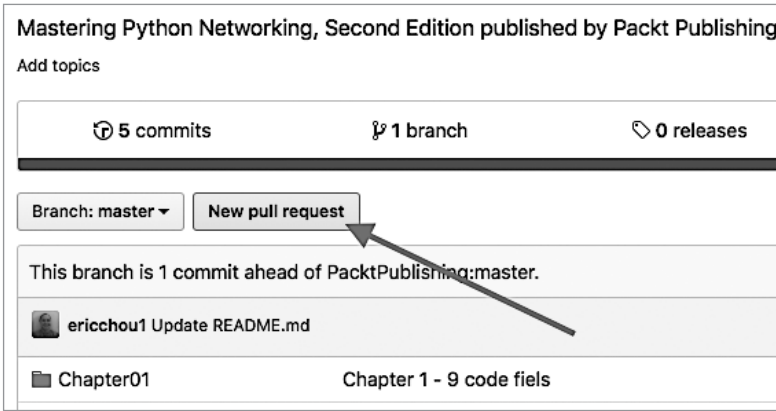 Mastering Python Networking, Second Edition published by Packt Publishing
Add topics
5 commits 1 branch 0 releases
Branch: master New pull request
This branch is 1 commit ahead of PacktPublishing:master.
ericchou1 Update README.md
Chapter01 Chapter 1 - 9 code fiels